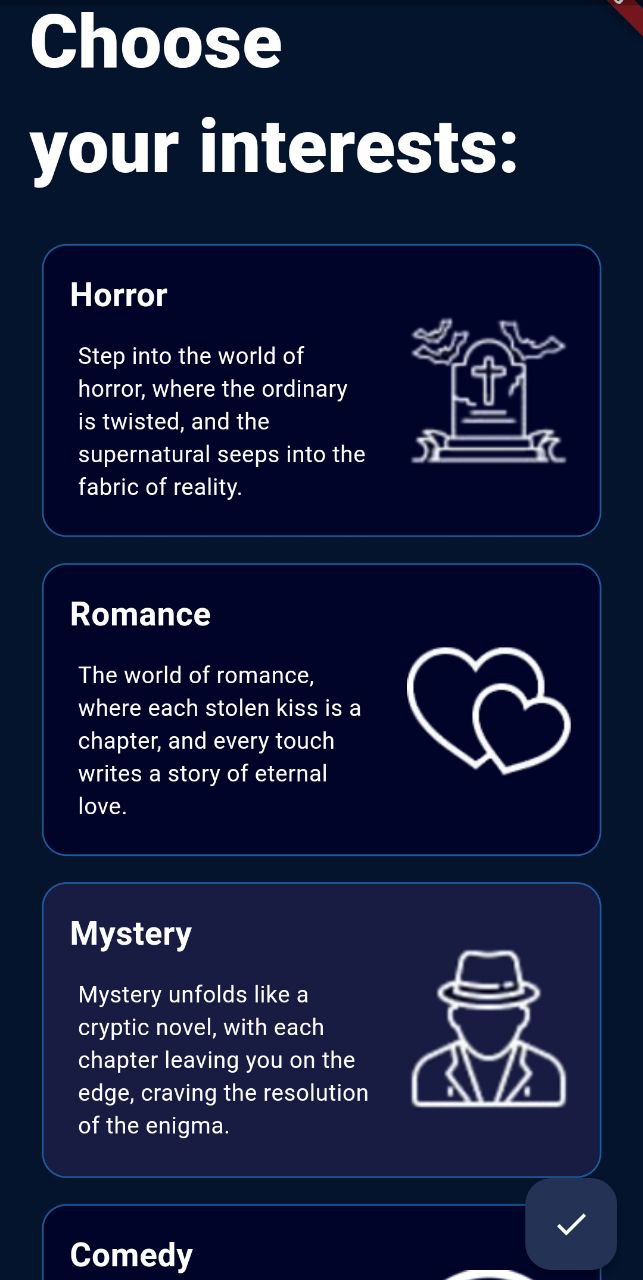 Choose
your interests:
Horror
Step into the world of
horror, where the ordinary
is twisted, and the
supernatural seeps into the
fabric of reality.
Romance
The world of romance,
where each stolen kiss is a
chapter, and every touch
writes a story of eternal
love.
Mystery
Mystery unfolds like a
cryptic novel, with each
chapter leaving you on the
edge, craving the resolution
of the enigma.
Comedy